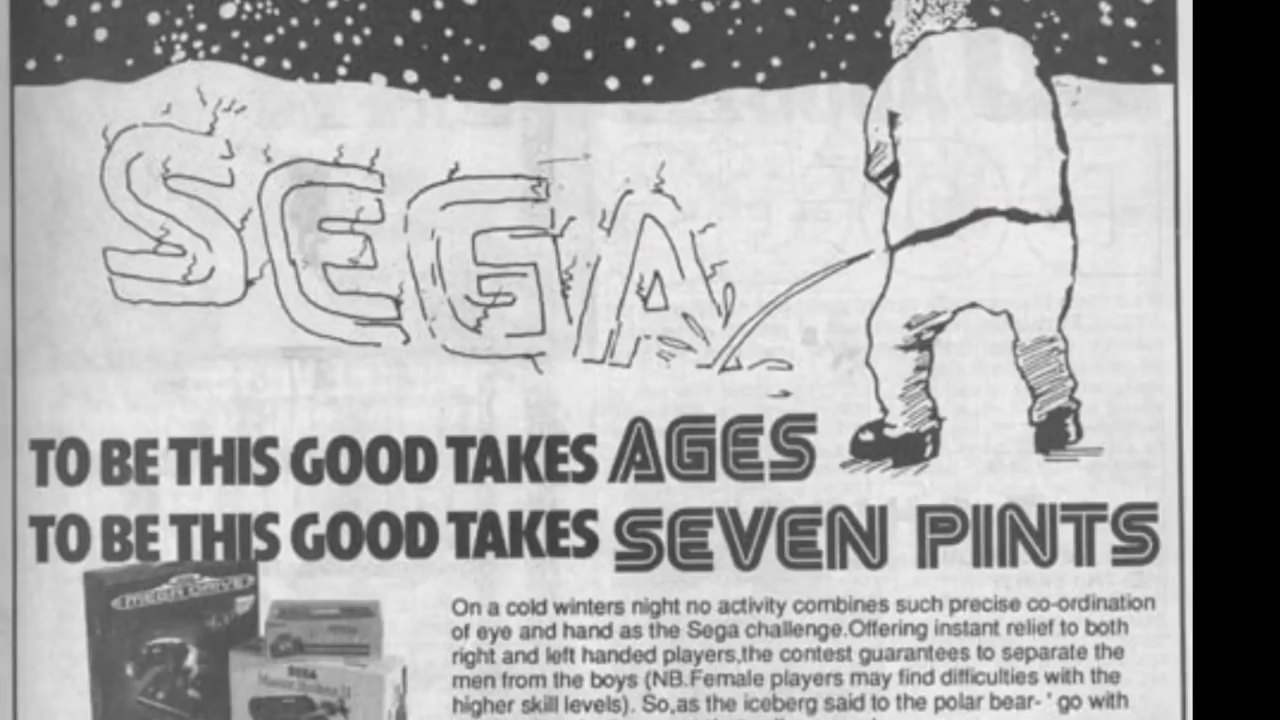 SEGA
TO BE THIS GOOD TAKES AGES
TO BE THIS GOOD TAKES SEVEN PINTS
MEGA DRIVE
SEGA
On a cold winters night no activity combines such precise co-ordination
of eye and hand as the Sega challenge.Offering instant relief to both
right and left handed players,the contest guarantees to separate the
men from the boys (NB.Female players may find difficulties with the
higher skill levels). So,as the iceberg said to the polar bear- ' go with